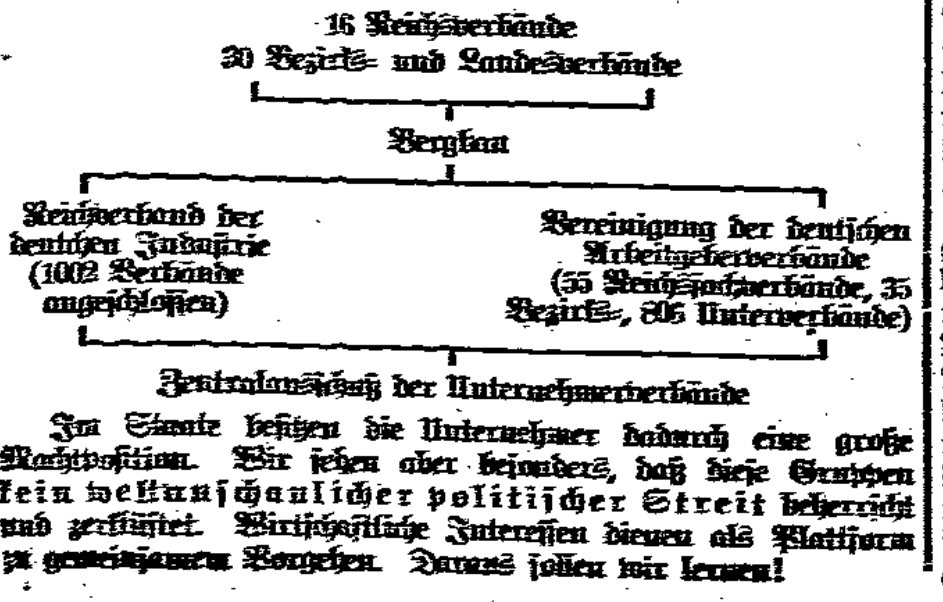 16 Reichsverbände
30 Bezirks- und Landesverbände
Bergbau
Reichsverband der
deutschen Industrie
(1002 Verbände
angeschlossen)
Vereinigung der deutschen
Arbeitgeberverbände
(55 Reichsfachverbände, 35
Bezirks-, 806 Unterverbände)
Zentralausschuß der Unternehmerverbände
Im Staate besitzen die Unternehmer dadurch eine große
Machtposition. Wir sehen aber besonders, daß diese Gruppen
kein weltanschaulicher politischer Streit beherrscht
und zerklüftet. Wirtschaftliche Interessen dienen als Plattform
zu gemeinsamem Vorgehen. Daraus sollen wir lernen!